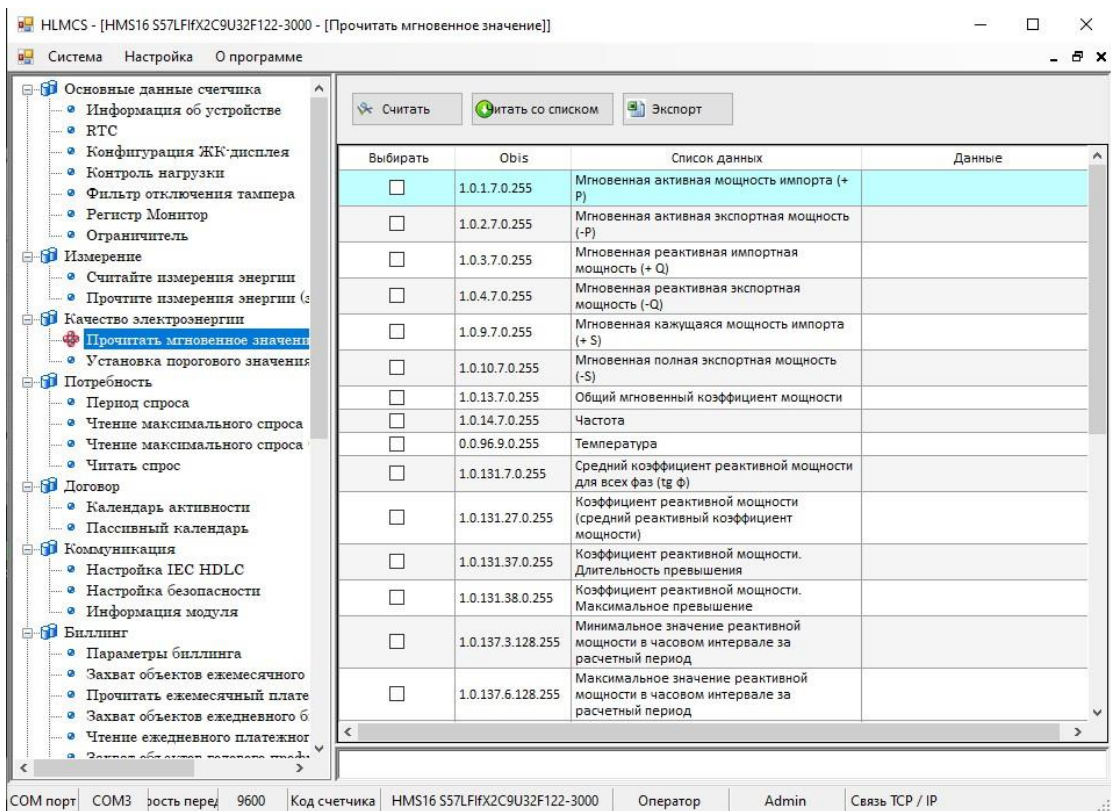 HLMCS - [HMS16 S57LFIfX2C9U32F122-3000 - [Прочитать мгновенное значение]]
Система Настройка О программе
Основные данные счетчика
Информация об устройстве
RTC
Конфигурация ЖК-дисплея
Контроль нагрузки
Фильтр отключения тампера
Регистр Монитор
Ограничитель
Измерение
Считайте измерения энергии
Прочтите измерения энергии (з
Качество электроэнергии
Прочитать мгновенное значени
Установка порогового значения
Потребность
Период спроса
Чтение максимального спроса
Чтение максимального спроса
Читать спрос
Договор
Календарь активности
Пассивный календарь
Коммуникация
Настройка IEC HDLC
Настройка безопасности
Информация модуля
Биллинг
Параметры биллинга
Захват объектов ежемесячного
Прочитать ежемесячный плате
Захват объектов ежедневного б
Чтение ежедневного платежног
Считать
итать со списком
Экспорт
Выбирать Obis Список данных Данные
1.0.1.7.0.255 Мгновенная активная мощность импорта (+
P)
1.0.2.7.0.255 Мгновенная активная экспортная мощность
(-P)
1.0.3.7.0.255 Мгновенная реактивная импортная
мощность (+ Q)
1.0.4.7.0.255 Мгновенная реактивная экспортная
мощность (-Q)
1.0.9.7.0.255 Мгновенная кажущаяся мощность импорта
(+ S)
1.0.10.7.0.255 Мгновенная полная экспортная мощность
(-S)
1.0.13.7.0.255 Общий мгновенный коэффициент мощности
1.0.14.7.0.255 Частота
0.0.96.9.0.255 Температура
1.0.131.7.0.255 Средний коэффициент реактивной мощности
для всех фаз (tg φ)
1.0.131.27.0.255 Коэффициент реактивной мощности
(средний реактивный коэффициент
мощности)
1.0.131.37.0.255 Коэффициент реактивной мощности.
Длительность превышения
1.0.131.38.0.255 Коэффициент реактивной мощности.
Максимальное превышение
1.0.137.3.128.255 Минимальное значение реактивной
мощности в часовом интервале за
расчетный период
1.0.137.6.128.255 Максимальное значение реактивной
мощности в часовом интервале за
расчетный период
COM порт COM3 рость перед 9600 Код счетчика HMS16 S57LFIfX2C9U32F122-3000 Оператор Admin Связь TCP / IP